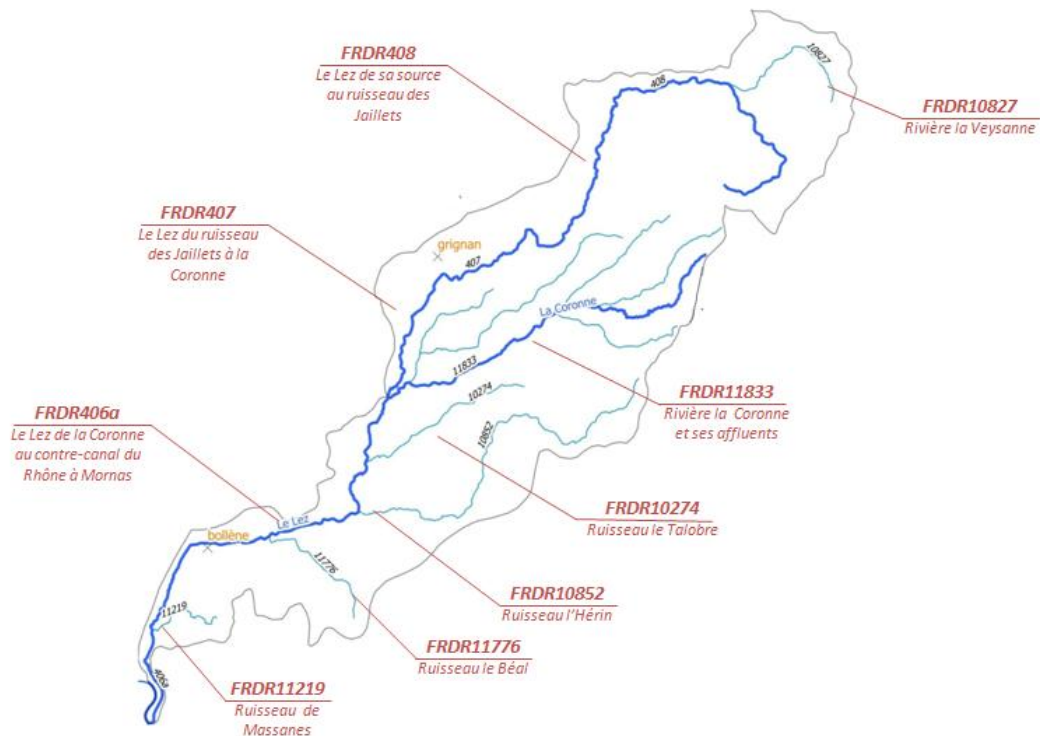 FRDR408
Le Lez de sa source
au ruisseau des
Jaillets
408
10827
FRDR10827
Rivière la Veysanne
FRDR407
Le Lez du ruisseau
des Jaillets à la
Coronne
grignan
407
La Coronne
11833
FRDR11833
Rivière la Coronne
et ses affluents
10274
10852
FRDR406a
Le Lez de la Coronne
au contre-canal du
Rhône à Mornas
FRDR10274
Ruisseau le Talobre
Le Lez
bollène
11776
FRDR10852
Ruisseau l'Hérin
11219
FRDR11776
Ruisseau le Béal
406a
FRDR11219
Ruisseau de
Massanes